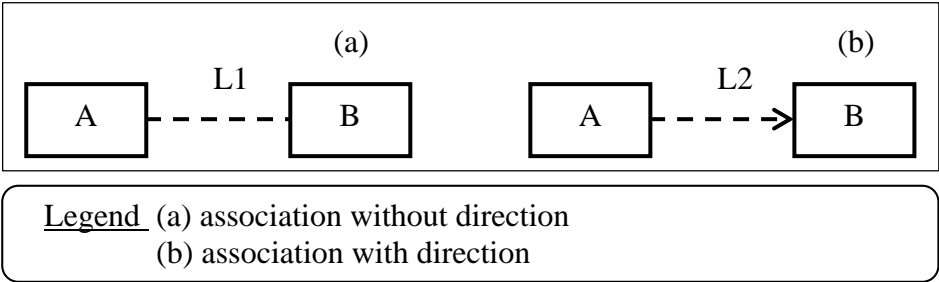 (a) (b)
L1 L2
A B A B
Legend (a) association without direction
(b) association with direction